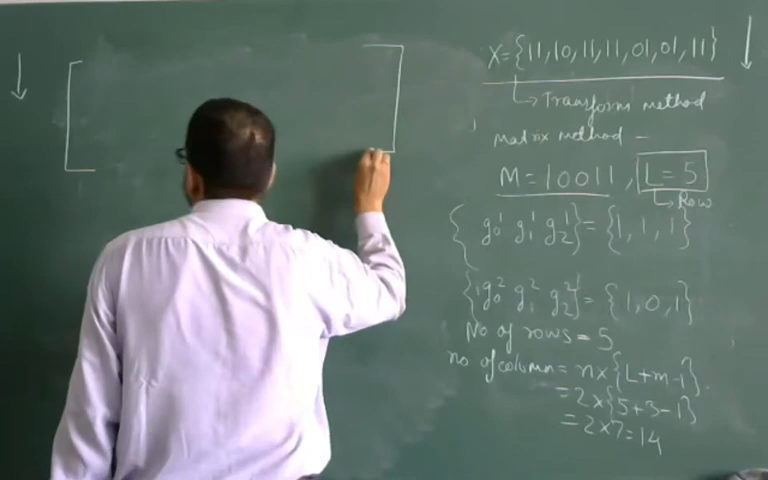 X={11,10,11,11,01,01,11}
↳ Transform method
matrix method –
M=10011, L=5
↳ Row
{g₀¹ g₁¹ g₂¹}={1,1,1}
{g₀² g₁² g₂²}={1,0,1}
No of rows = 5
no of column = n×{L+m-1}
= 2×{5+3-1}
= 2×7=14